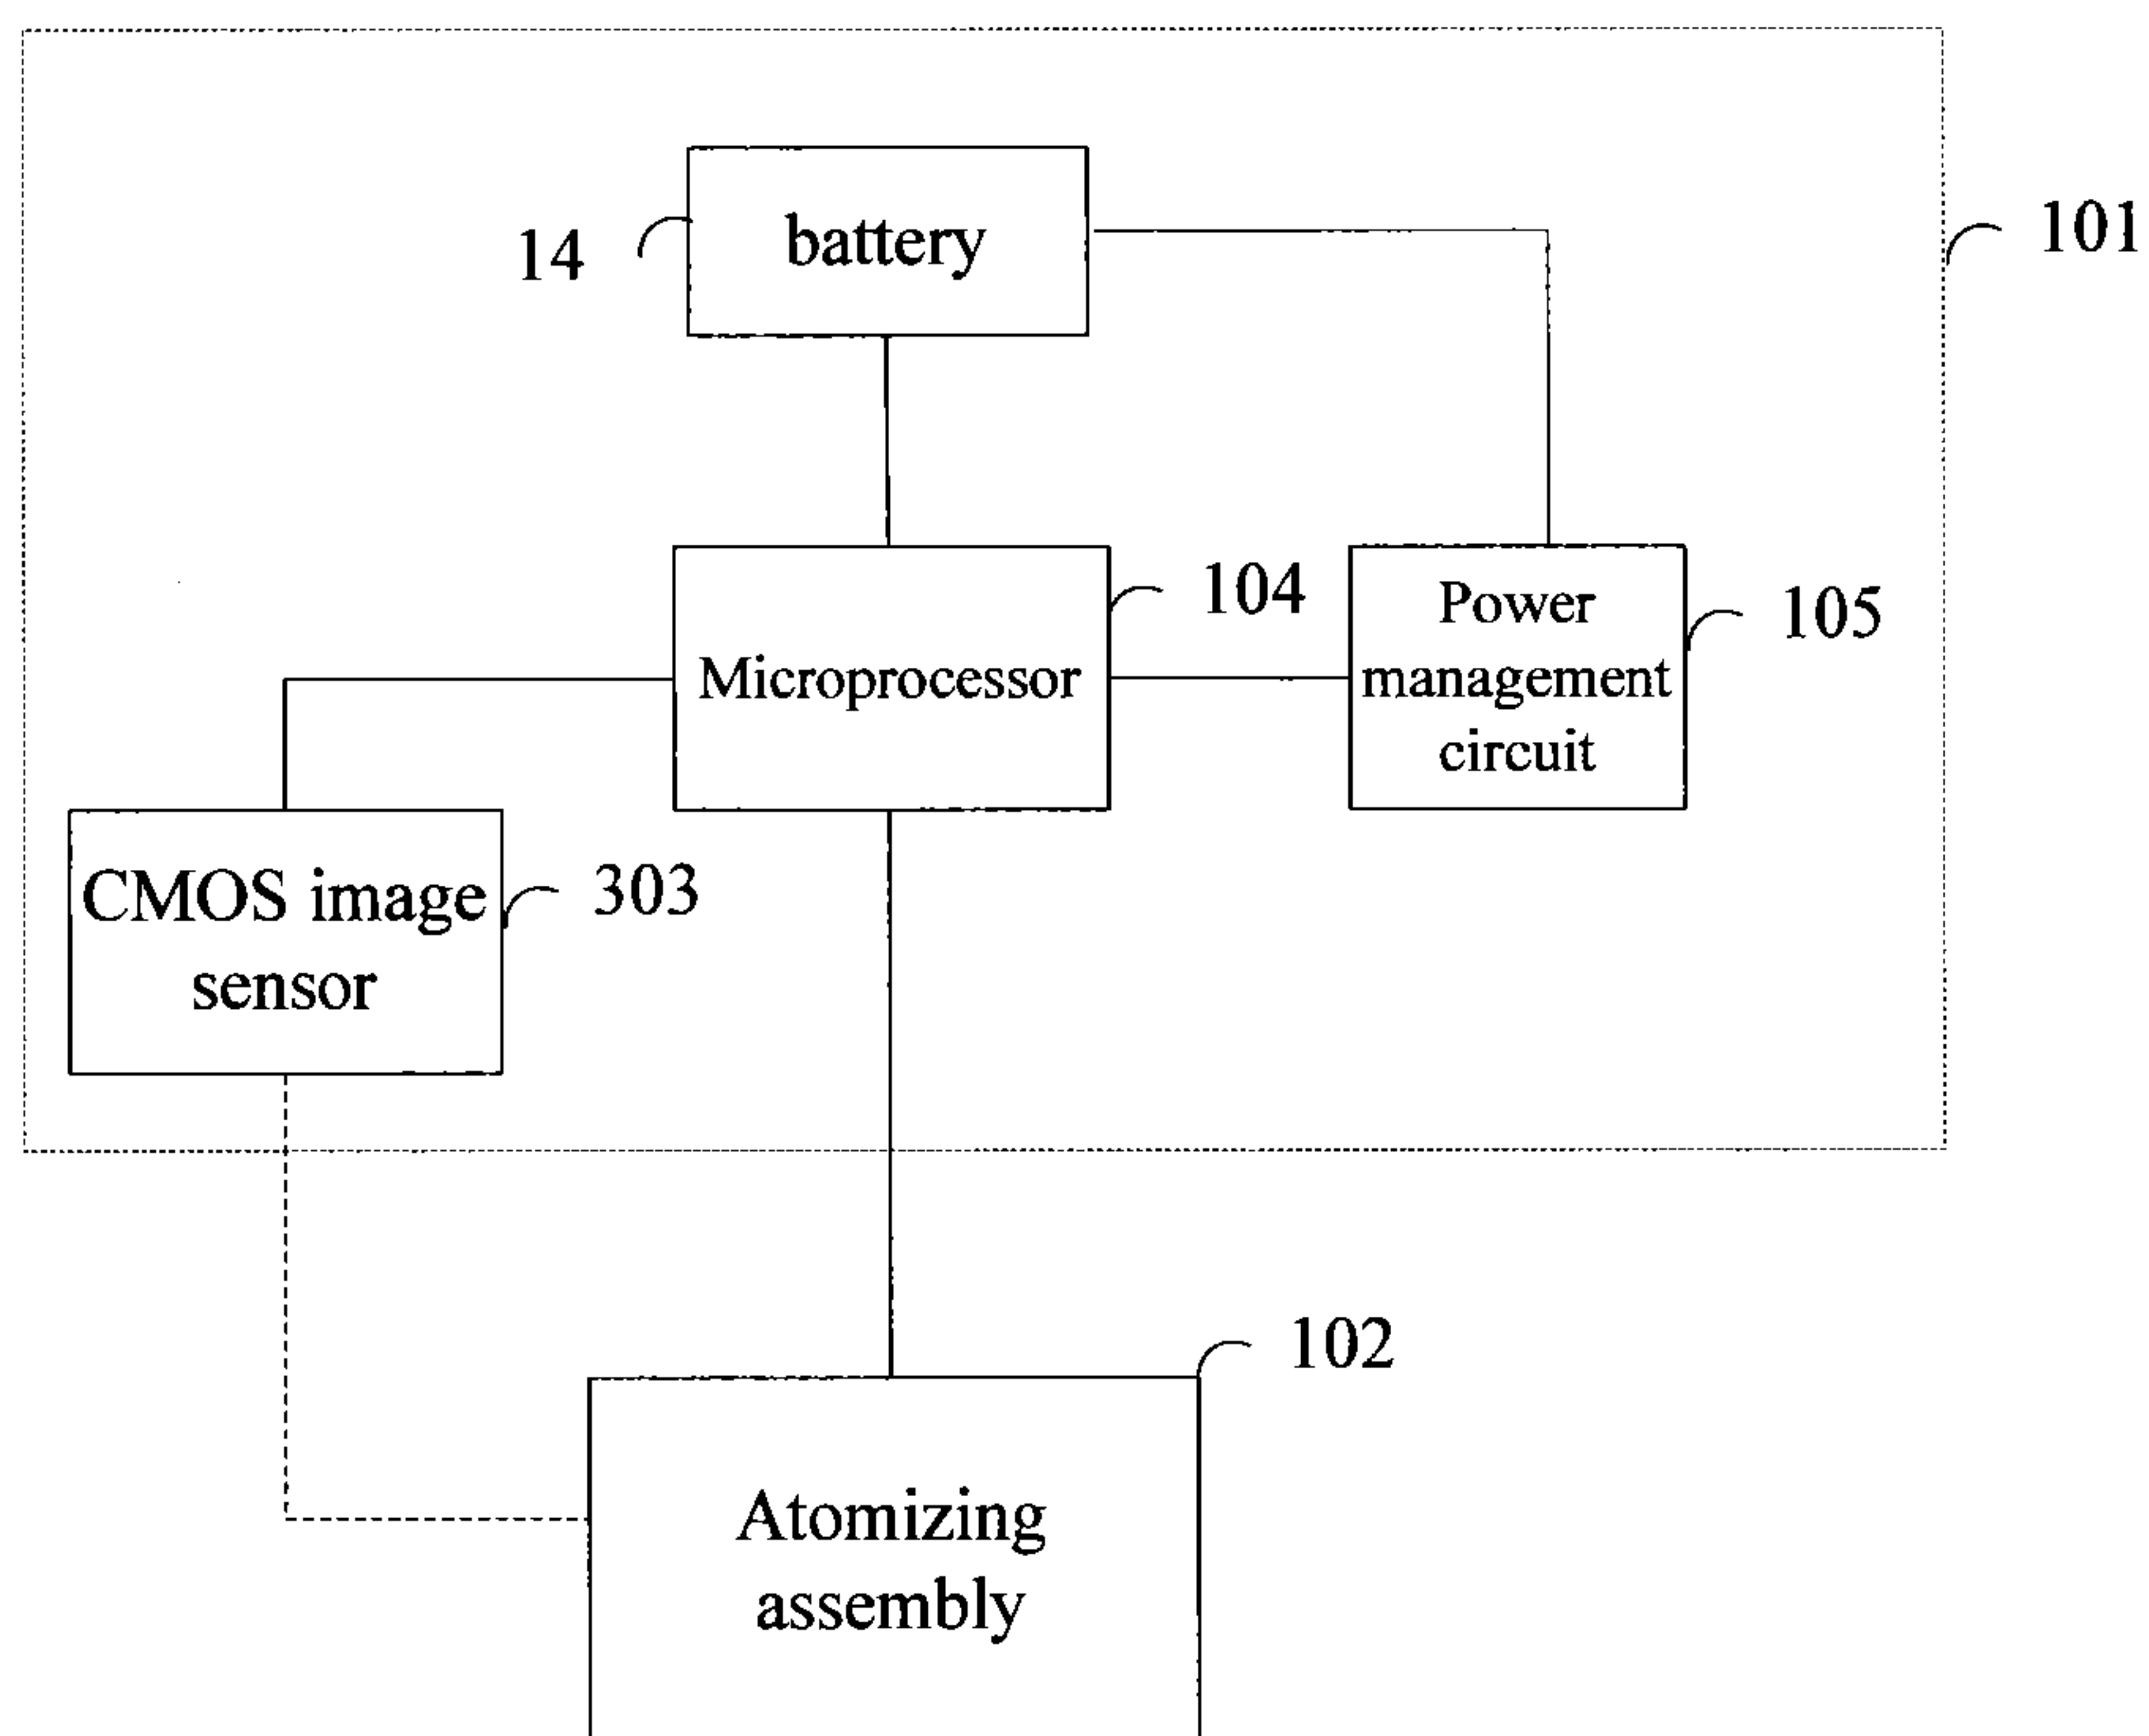 101
14
battery
104
Microprocessor
Power
management
circuit
105
CMOS image
sensor
303
102
Atomizing
assembly